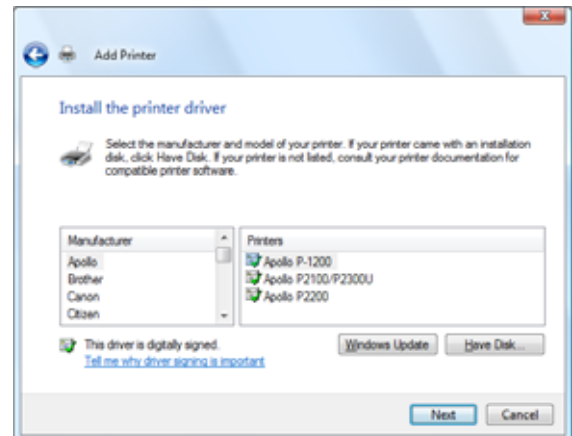 Add Printer
Install the printer driver
Select the manufacturer and model of your printer. If your printer came with an installation
disk, click Have Disk. If your printer is not listed, consult your printer documentation for
compatible printer software.
Manufacturer
Apollo
Brother
Canon
Citizen
Printers
Apollo P-1200
Apollo P2100/P2300U
Apollo P2200
This driver is digitally signed.
Tell me why driver signing is important
Windows Update
Have Disk...
Next
Cancel